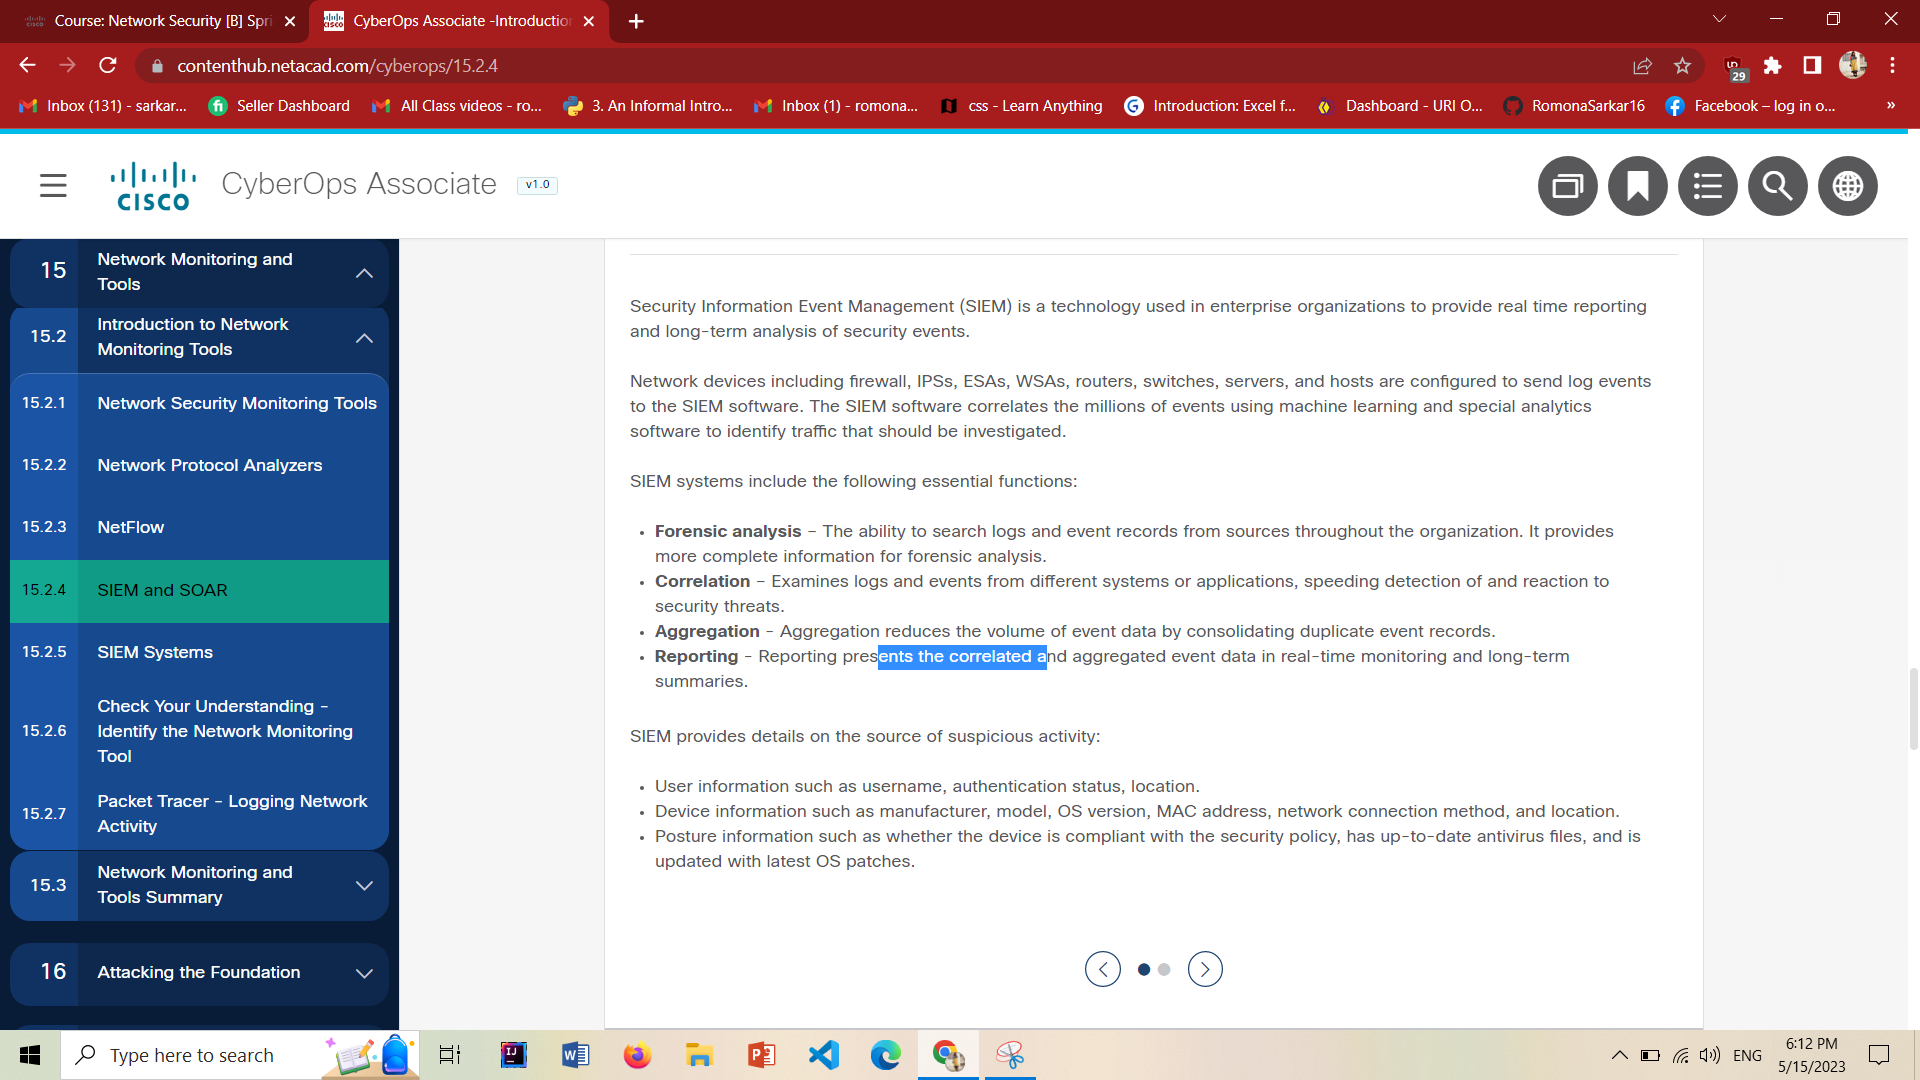 Course: Network Security [B] Spri
CyberOps Associate -Introduction
contenthub.netacad.com/cyberops/15.2.4
29
Inbox (131) - sarkar...
Seller Dashboard
All Class videos - ro...
3. An Informal Intro...
Inbox (1) - romona...
css - Learn Anything
Introduction: Excel f...
Dashboard - URI O...
RomonaSarkar16
Facebook – log in o...
»
CISCO
CyberOps Associate
v1.0
15
Network Monitoring and
Tools
15.2
Introduction to Network
Monitoring Tools
15.2.1 Network Security Monitoring Tools
15.2.2 Network Protocol Analyzers
15.2.3 NetFlow
15.2.4 SIEM and SOAR
15.2.5 SIEM Systems
15.2.6
Check Your Understanding -
Identify the Network Monitoring
Tool
15.2.7
Packet Tracer - Logging Network
Activity
15.3
Network Monitoring and
Tools Summary
16 Attacking the Foundation
Security Information Event Management (SIEM) is a technology used in enterprise organizations to provide real time reporting
and long-term analysis of security events.
Network devices including firewall, IPSs, ESAs, WSAs, routers, switches, servers, and hosts are configured to send log events
to the SIEM software. The SIEM software correlates the millions of events using machine learning and special analytics
software to identify traffic that should be investigated.
SIEM systems include the following essential functions:
• Forensic analysis – The ability to search logs and event records from sources throughout the organization. It provides
more complete information for forensic analysis.
• Correlation – Examines logs and events from different systems or applications, speeding detection of and reaction to
security threats.
• Aggregation - Aggregation reduces the volume of event data by consolidating duplicate event records.
• Reporting - Reporting presents the correlated and aggregated event data in real-time monitoring and long-term
summaries.
SIEM provides details on the source of suspicious activity:
• User information such as username, authentication status, location.
• Device information such as manufacturer, model, OS version, MAC address, network connection method, and location.
• Posture information such as whether the device is compliant with the security policy, has up-to-date antivirus files, and is
updated with latest OS patches.
Type here to search
ENG
6:12 PM
5/15/2023